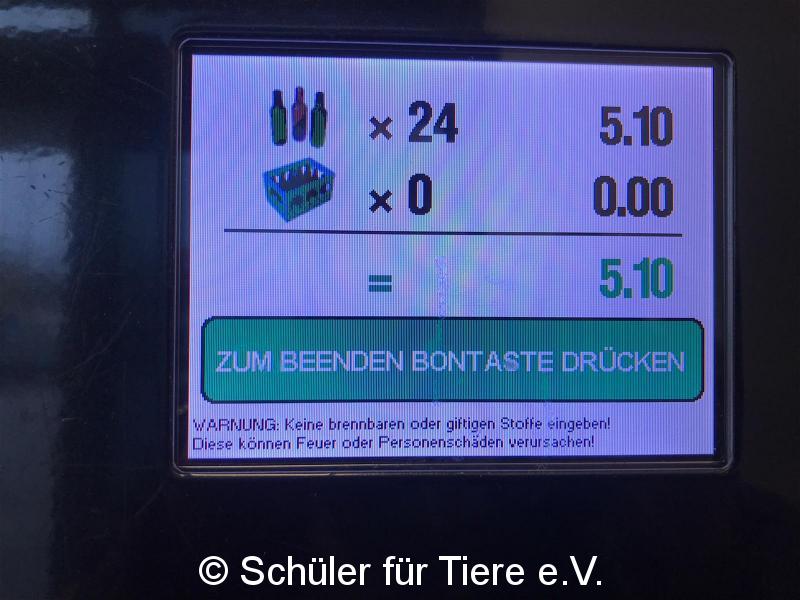 × 24 5.10
× 0 0.00
= 5.10
ZUM BEENDEN BONTASTE DRÜCKEN
WARNUNG: Keine brennbaren oder giftigen Stoffe eingeben!
Diese können Feuer oder Personenschäden verursachen!
© Schüler für Tiere e.V.